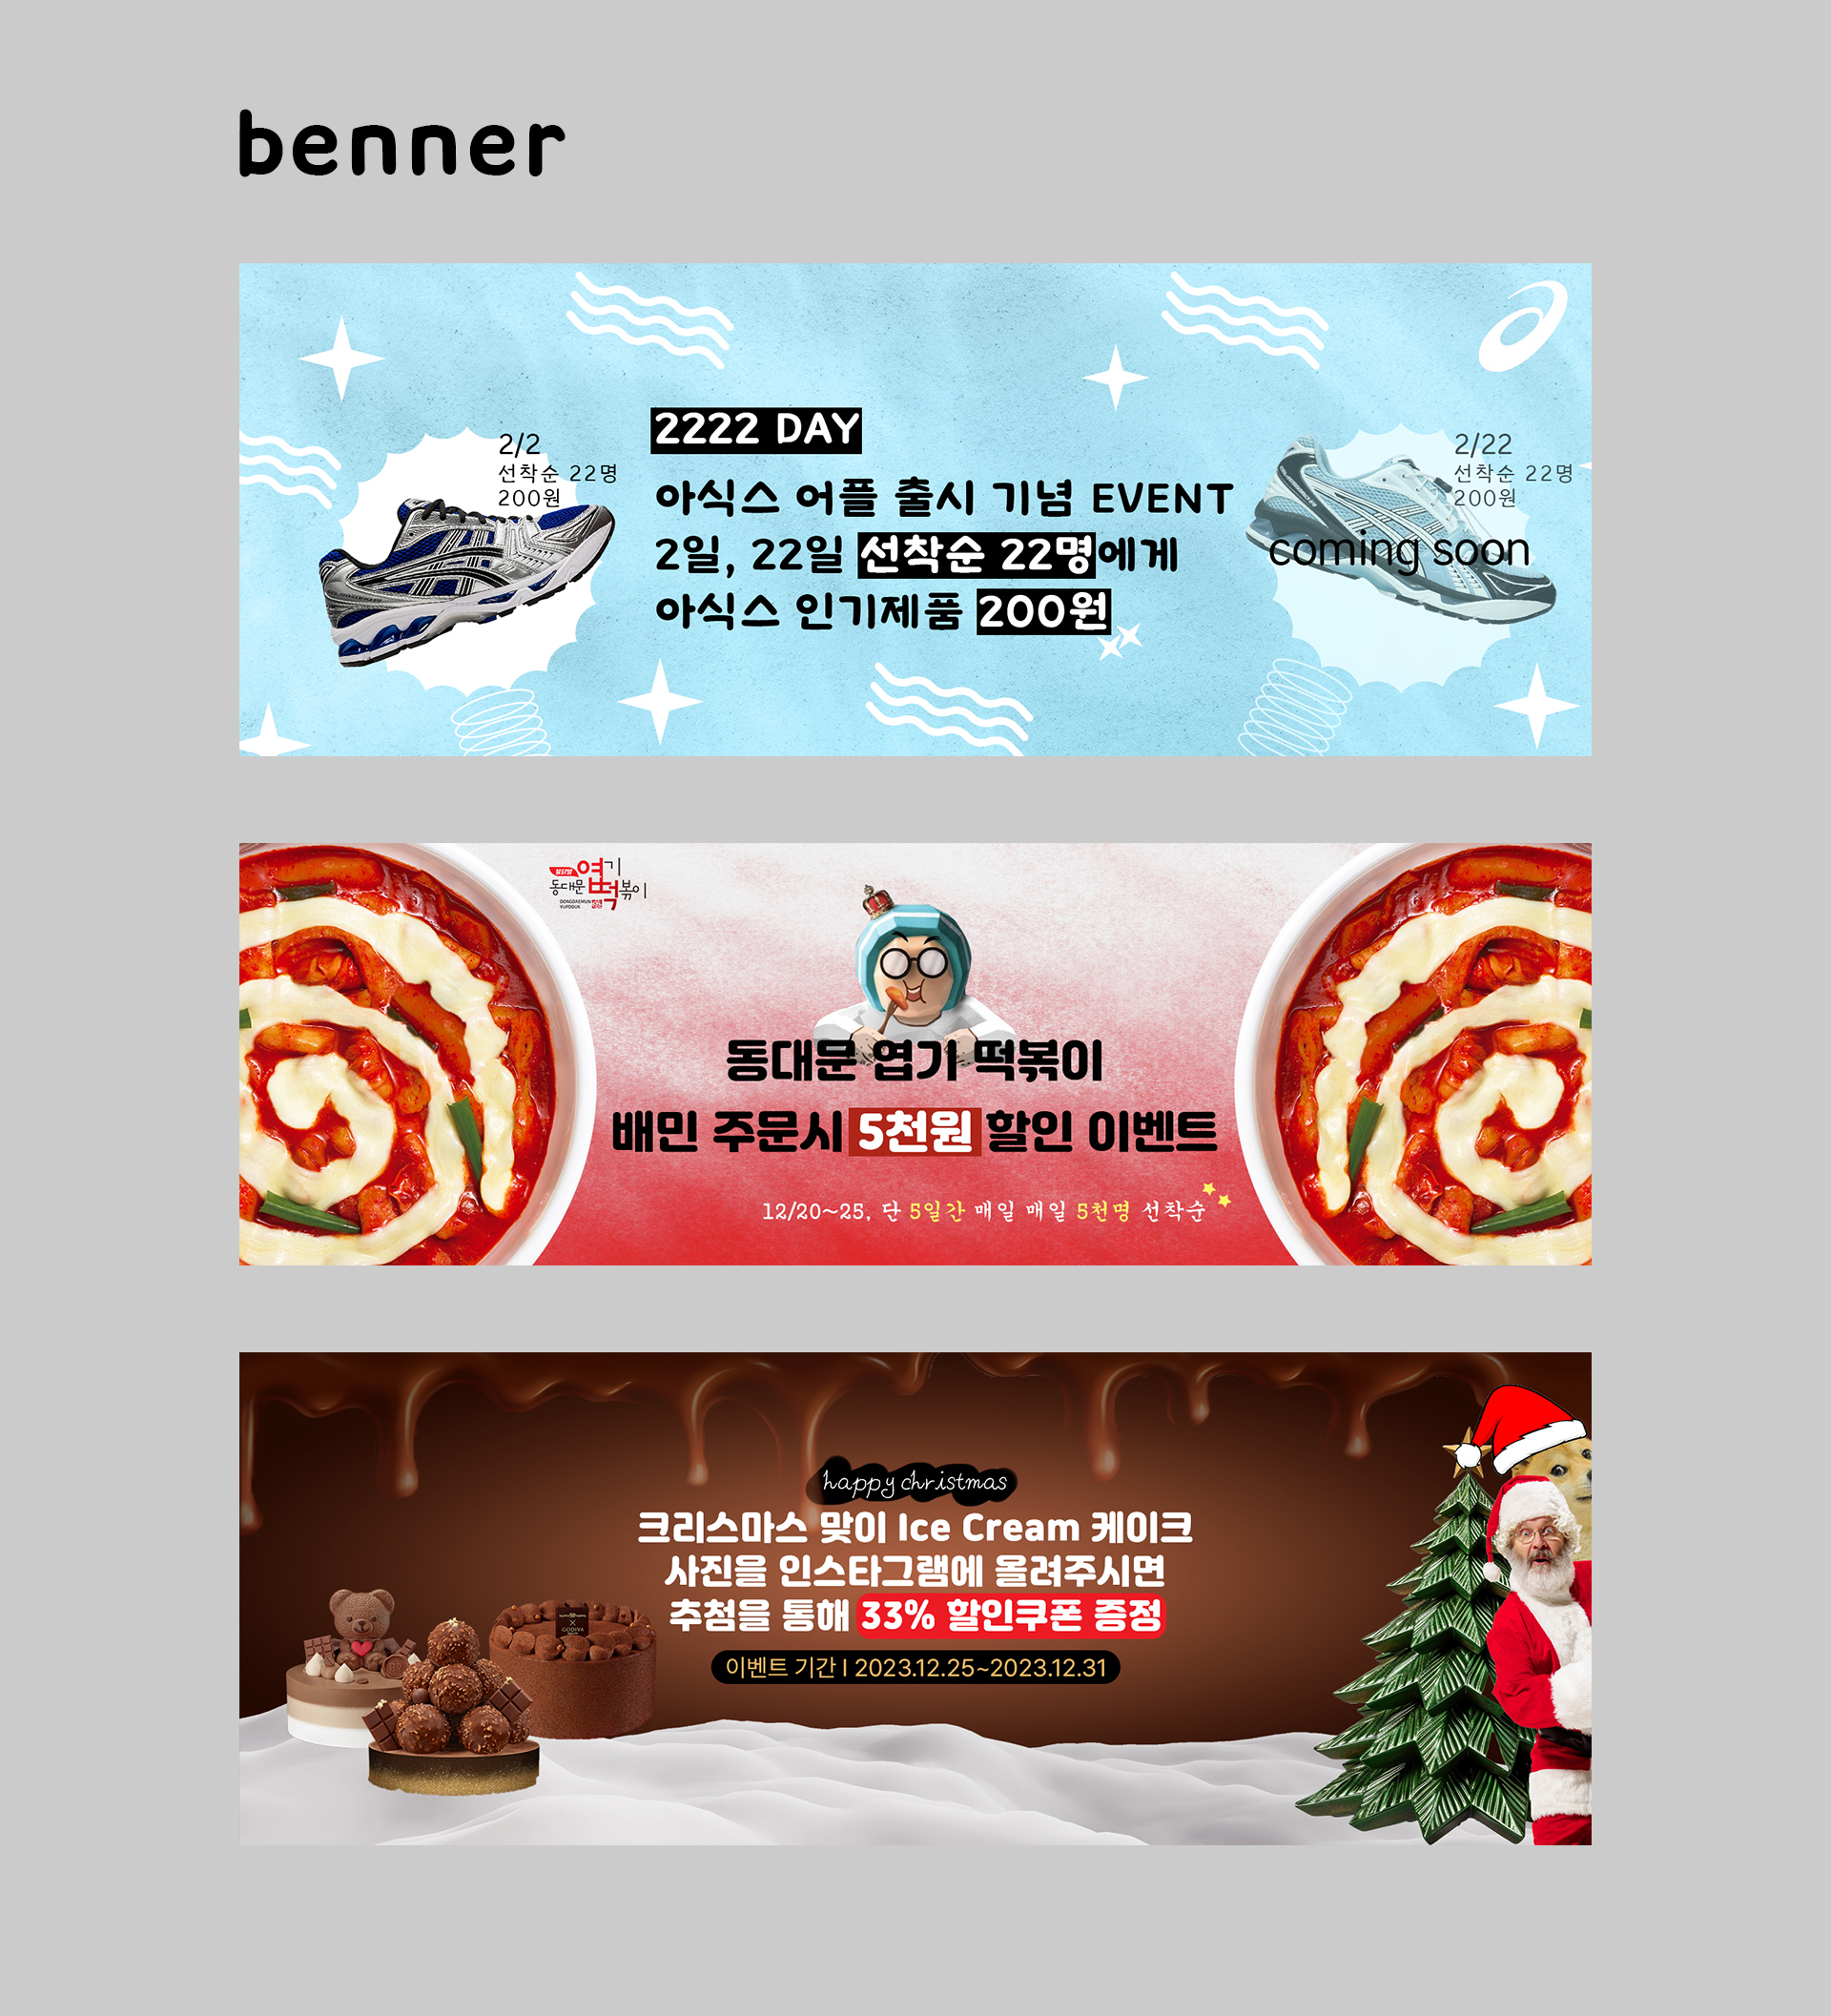 benner
2/2
선착순 22명
200원
2222 DAY
아식스 어플 출시 기념 EVENT
2일, 22일 선착순 22명에게
아식스 인기제품 200원
2/22
선착순 22명
200원
coming soon
불닭발
동대문 엽기떡볶이
DONGDAEMUN
YUPDDUK
동대문 엽기 떡볶이
배민 주문시 5천원 할인 이벤트
12/20~25, 단 5일간 매일 매일 5천명 선착순
happy christmas
크리스마스 맞이 Ice Cream 케이크
사진을 인스타그램에 올려주시면
추첨을 통해 33% 할인쿠폰 증정
이벤트 기간 I 2023.12.25~2023.12.31
GODIVA